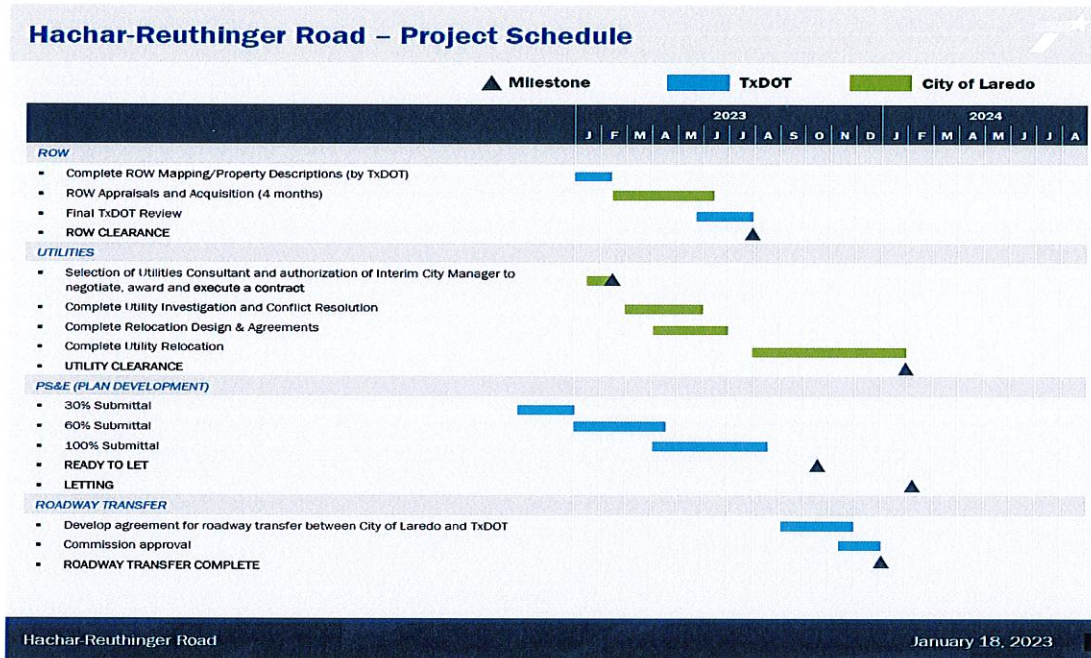 Hachar-Reuthinger Road – Project Schedule
Milestone TxDOT City of Laredo
2023 2024
J F M A M J J A S O N D J F M A M J J A
ROW
▪ Complete ROW Mapping/Property Descriptions (by TxDOT)
▪ ROW Appraisals and Acquisition (4 months)
▪ Final TxDOT Review
▪ ROW CLEARANCE
UTILITIES
▪ Selection of Utilities Consultant and authorization of Interim City Manager to
negotiate, award and execute a contract
▪ Complete Utility Investigation and Conflict Resolution
▪ Complete Relocation Design & Agreements
▪ Complete Utility Relocation
▪ UTILITY CLEARANCE
PS&E (PLAN DEVELOPMENT)
▪ 30% Submittal
▪ 60% Submittal
▪ 100% Submittal
▪ READY TO LET
▪ LETTING
ROADWAY TRANSFER
▪ Develop agreement for roadway transfer between City of Laredo and TxDOT
▪ Commission approval
▪ ROADWAY TRANSFER COMPLETE
Hachar-Reuthinger Road January 18, 2023